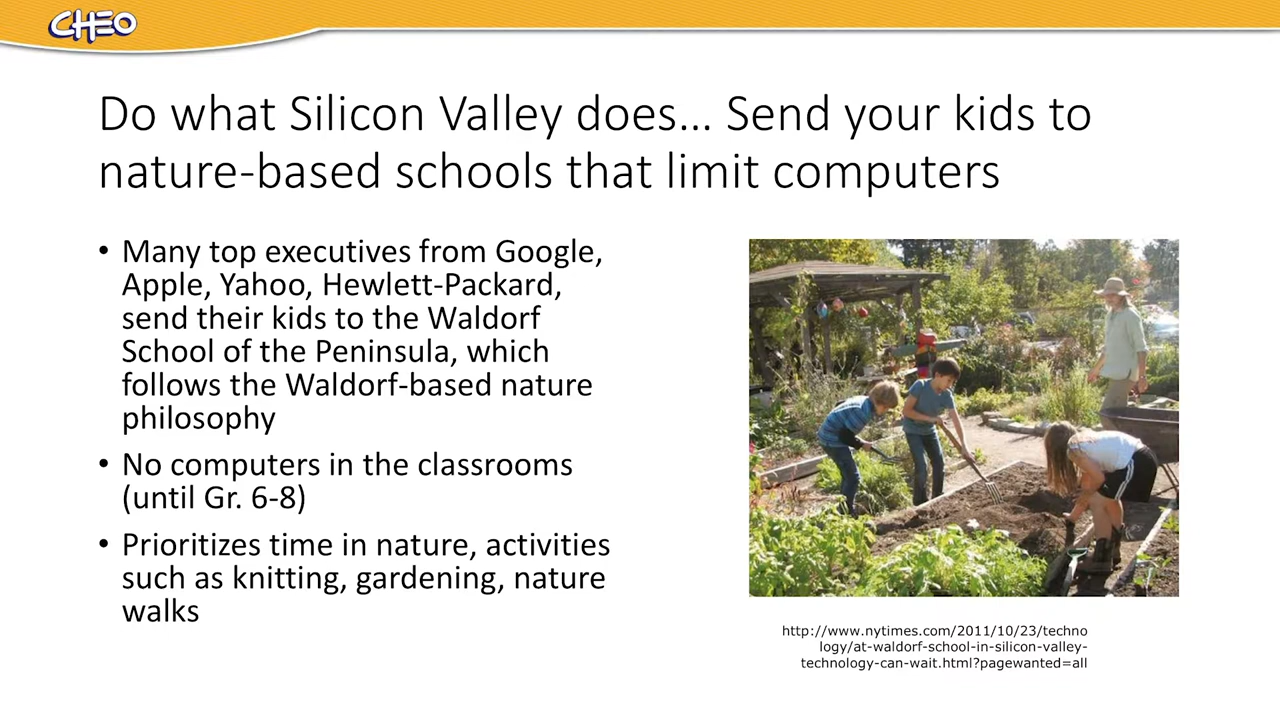 CHEO
Do what Silicon Valley does... Send your kids to
nature-based schools that limit computers
• Many top executives from Google,
Apple, Yahoo, Hewlett-Packard,
send their kids to the Waldorf
School of the Peninsula, which
follows the Waldorf-based nature
philosophy
• No computers in the classrooms
(until Gr. 6-8)
• Prioritizes time in nature, activities
such as knitting, gardening, nature
walks
http://www.nytimes.com/2011/10/23/techno
logy/at-waldorf-school-in-silicon-valley-
technology-can-wait.html?pagewanted=all